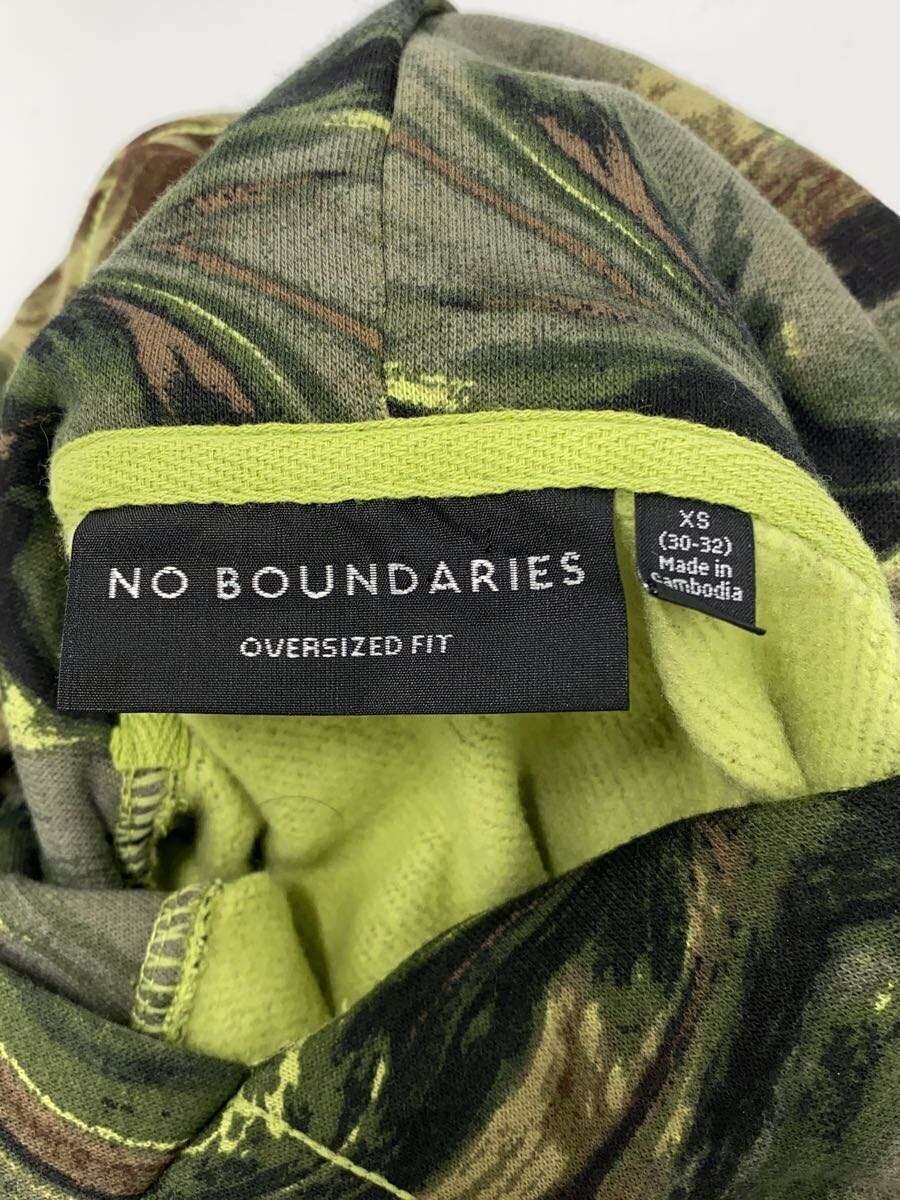 NO BOUNDARIES
OVERSIZED FIT
XS
(30-32)
Made in
Cambodia